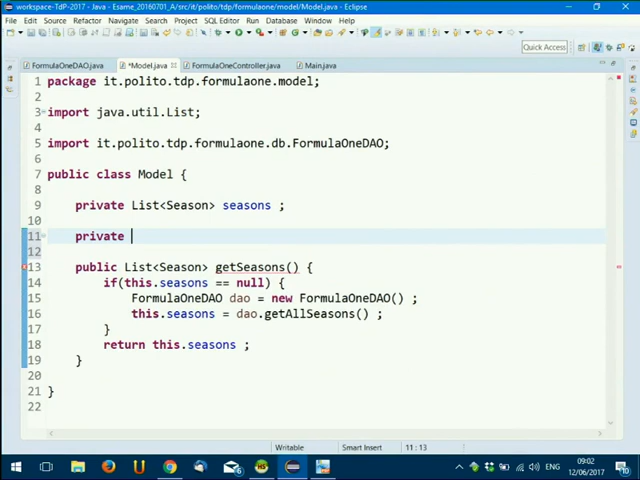 workspace-TdP-2017 - Java - Esame_20160701/src/it/polito/tdp/formulaone/model/Model.java - Eclipse
File Edit Source Refactor Navigate Search Project SQL Editor Run Database Window Help
Quick Access
FormulaOneDAO.java *Model.java FormulaOneController.java Main.java
1 package it.polito.tdp.formulaone.model;
2
3 import java.util.List;
4
5 import it.polito.tdp.formulaone.db.FormulaOneDAO;
6
7 public class Model {
8
9 private List<Season> seasons ;
10
11 private
12
13 public List<Season> getSeasons() {
14 if(this.seasons == null) {
15 FormulaOneDAO dao = new FormulaOneDAO() ;
16 this.seasons = dao.getAllSeasons() ;
17 }
18 return this.seasons ;
19 }
20
21 }
22
Writable Smart Insert 11 : 13
ENG 09:02
12/06/2017